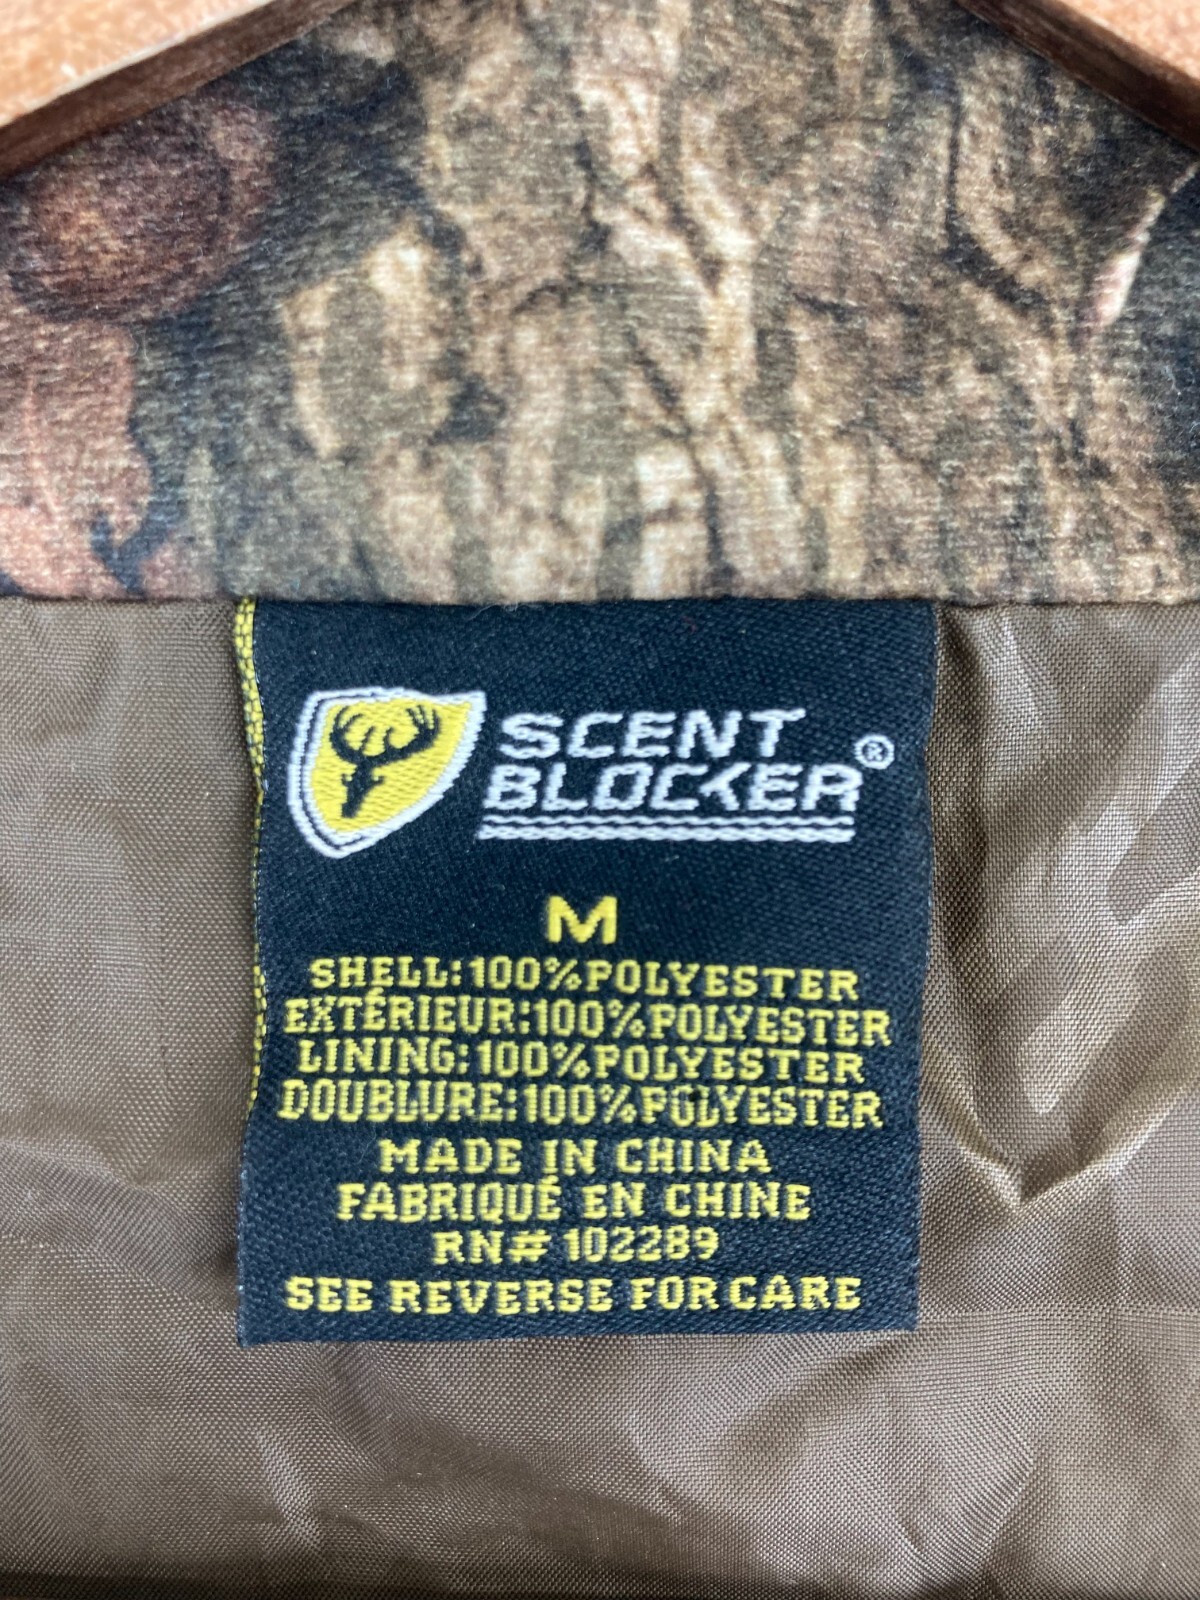 SCENT
BLOCKER®
M
SHELL:100%POLYESTER
EXTÉRIEUR:100%POLYESTER
LINING:100%POLYESTER
DOUBLURE:100%POLYESTER
MADE IN CHINA
FABRIQUÉ EN CHINE
RN# 102289
SEE REVERSE FOR CARE